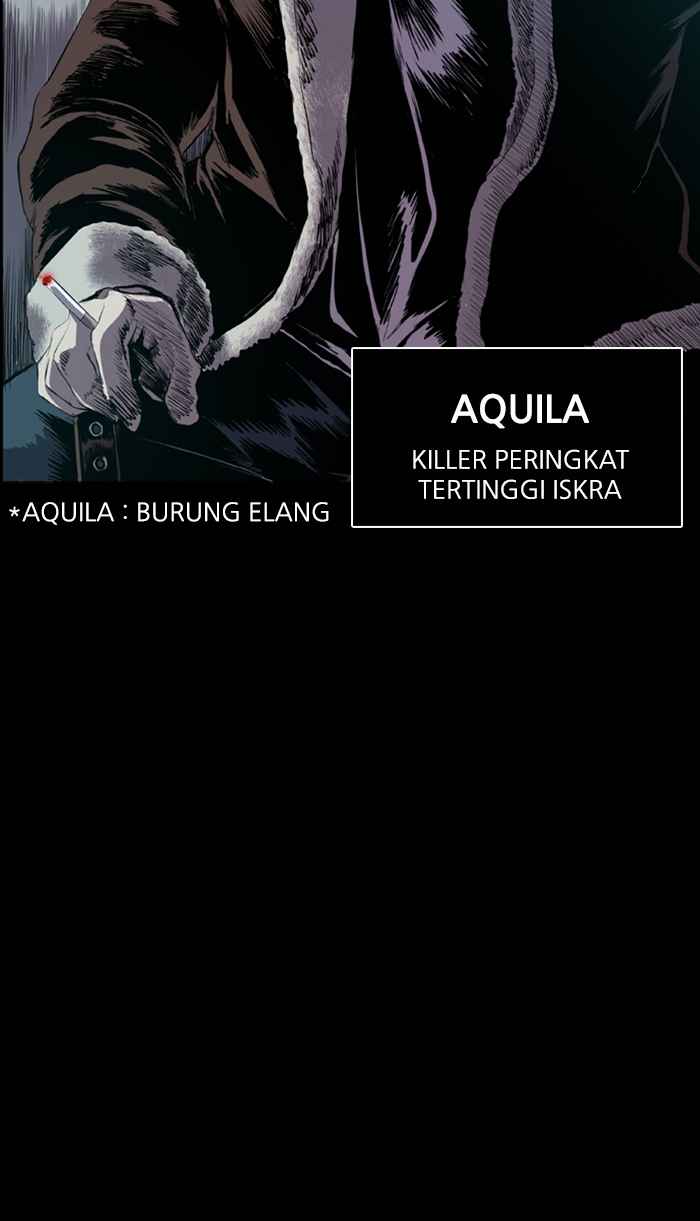 AQUILA
KILLER PERINGKAT
TERTINGGI ISKRA
*AQUILA : BURUNG ELANG